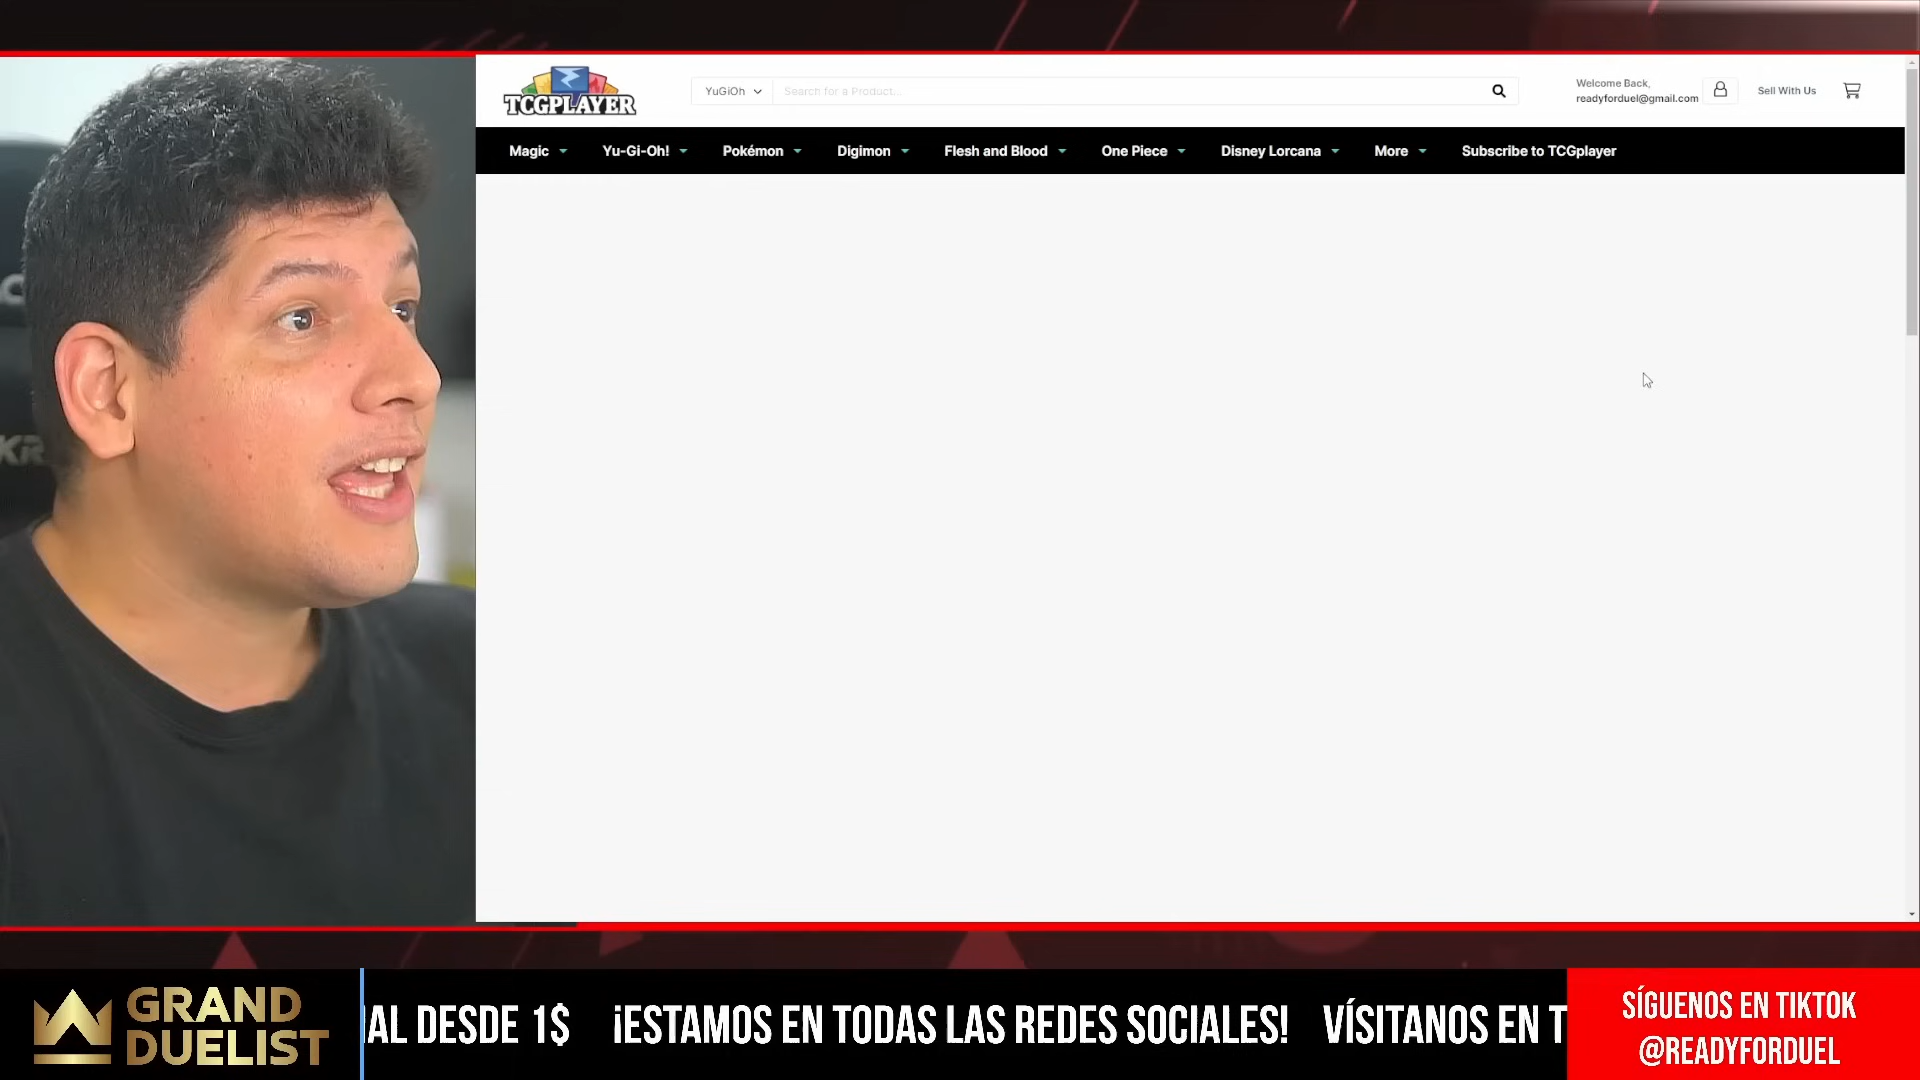 TCGPLAYER
YuGiOh
Search for a Product...
Welcome Back,
readyforduel@gmail.com
Sell With Us
Magic
Yu-Gi-Oh!
Pokémon
Digimon
Flesh and Blood
One Piece
Disney Lorcana
More
Subscribe to TCGplayer
KR
GRAND
DUELIST
AL DESDE 1$ ¡ESTAMOS EN TODAS LAS REDES SOCIALES! VÍSITANOS EN T
SÍGUENOS EN TIKTOK
@READYFORDUEL